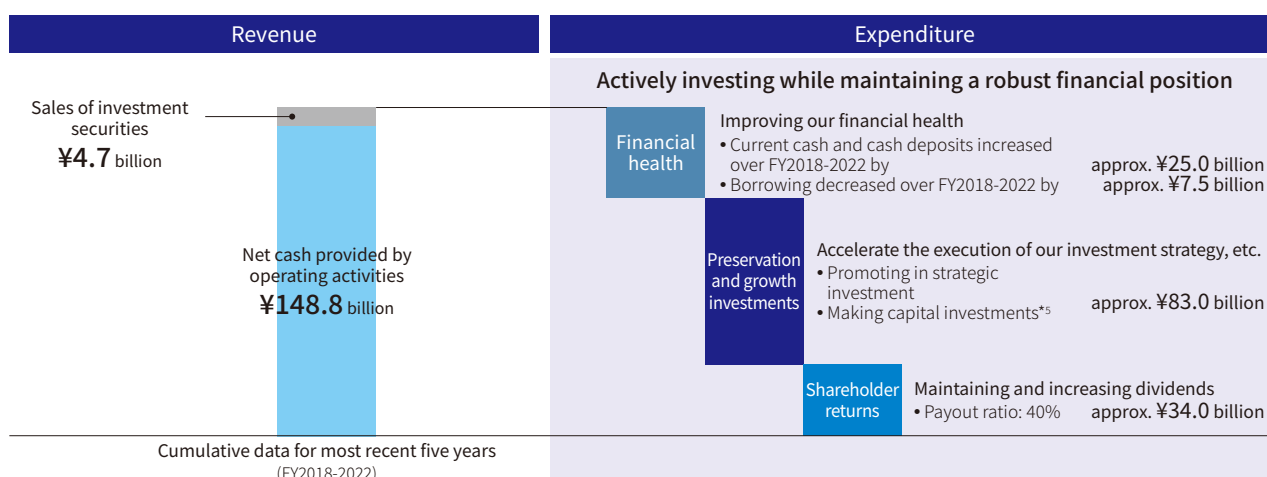 Revenue
Sales of investment
securities
¥4.7 billion
Net cash provided by
operating activities
¥148.8 billion
Cumulative data for most recent five years
(FY2018-2022)
Expenditure
Actively investing while maintaining a robust financial position
Financial
health
Improving our financial health
• Current cash and cash deposits increased
over FY2018-2022 by approx. ¥25.0 billion
• Borrowing decreased over FY2018-2022 by approx. ¥7.5 billion
Preservation
and growth
investments
Accelerate the execution of our investment strategy, etc.
• Promoting in strategic
investment
• Making capital investments*5 approx. ¥83.0 billion
Shareholder
returns
Maintaining and increasing dividends
• Payout ratio: 40% approx. ¥34.0 billion